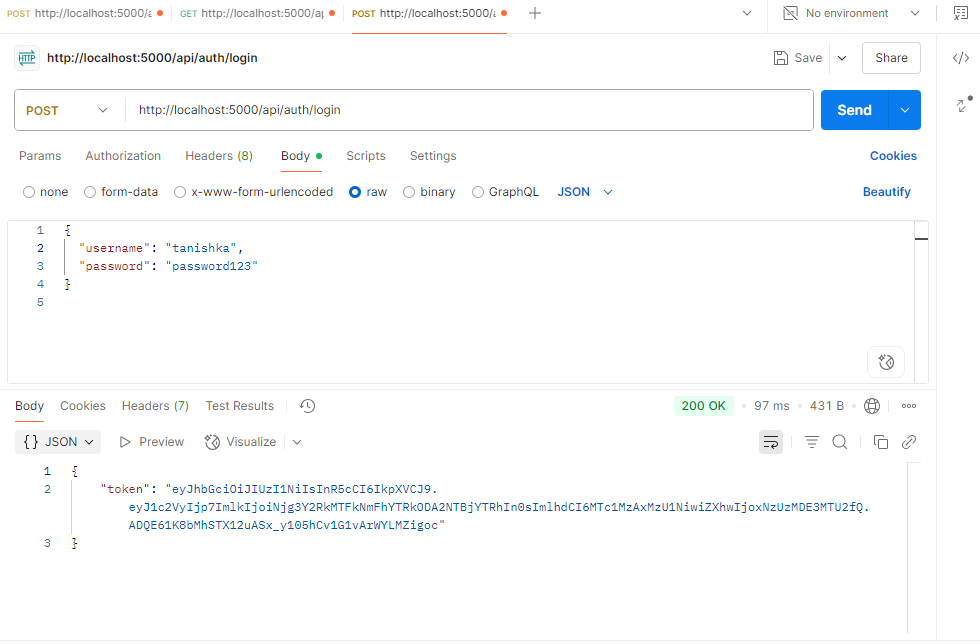 POST http://localhost:5000/a GET http://localhost:5000/a POST http://localhost:5000/a No environment
HTTP http://localhost:5000/api/auth/login Save Share
POST http://localhost:5000/api/auth/login Send
Params Authorization Headers (8) Body Scripts Settings Cookies
none form-data x-www-form-urlencoded raw binary GraphQL JSON Beautify
1 {
2 "username": "tanishka",
3 "password": "password123"
4 }
5
Body Cookies Headers (7) Test Results 200 OK 97 ms 431 B
{} JSON Preview Visualize
1 {
2 "token": "eyJhbGciOiJIUzI1NiIsInR5cCI6IkpXVCJ9.
eyJ1c2VyIjp7ImlkIjoiNjg3Y2RkMTFkNmFhYTRkODA2NTBjYTRhIn0sImlhdCI6MTc1MzAxMzU1NiwiZXhwIjoxNzUzMDE3MTU2fQ.
ADQE61K8bMhSTX12uASx_y105hCv1G1vArWYLMZigoc"
3 }